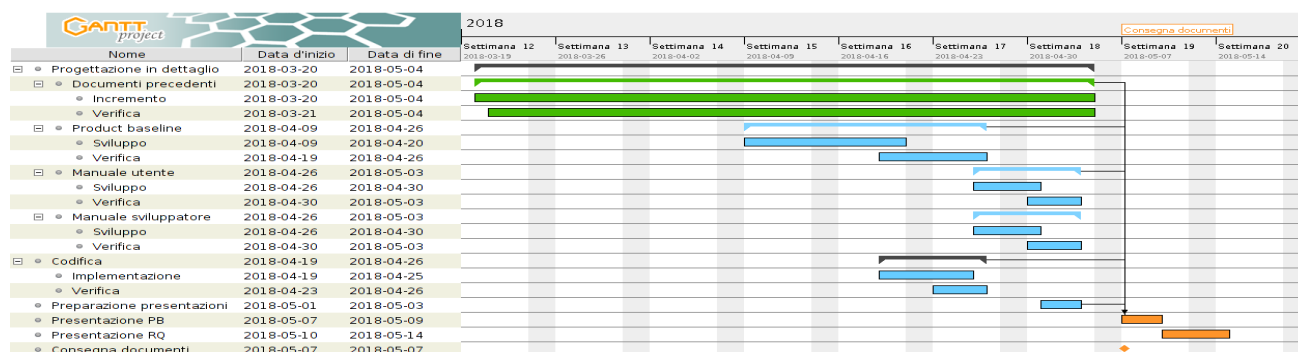 GANTT project
2018
Consegna documenti
Nome Data d'inizio Data di fine
Settimana 12 Settimana 13 Settimana 14 Settimana 15 Settimana 16 Settimana 17 Settimana 18 Settimana 19 Settimana 20
2018-03-19 2018-03-26 2018-04-02 2018-04-09 2018-04-16 2018-04-23 2018-04-30 2018-05-07 2018-05-14
Progettazione in dettaglio 2018-03-20 2018-05-04
Documenti precedenti 2018-03-20 2018-05-04
Incremento 2018-03-20 2018-05-04
Verifica 2018-03-21 2018-05-04
Product baseline 2018-04-09 2018-04-26
Sviluppo 2018-04-09 2018-04-20
Verifica 2018-04-19 2018-04-26
Manuale utente 2018-04-26 2018-05-03
Sviluppo 2018-04-26 2018-04-30
Verifica 2018-04-30 2018-05-03
Manuale sviluppatore 2018-04-26 2018-05-03
Sviluppo 2018-04-26 2018-04-30
Verifica 2018-04-30 2018-05-03
Codifica 2018-04-19 2018-04-26
Implementazione 2018-04-19 2018-04-25
Verifica 2018-04-23 2018-04-26
Preparazione presentazioni 2018-05-01 2018-05-03
Presentazione PB 2018-05-07 2018-05-09
Presentazione RQ 2018-05-10 2018-05-14
Consegna documenti 2018-05-07 2018-05-07